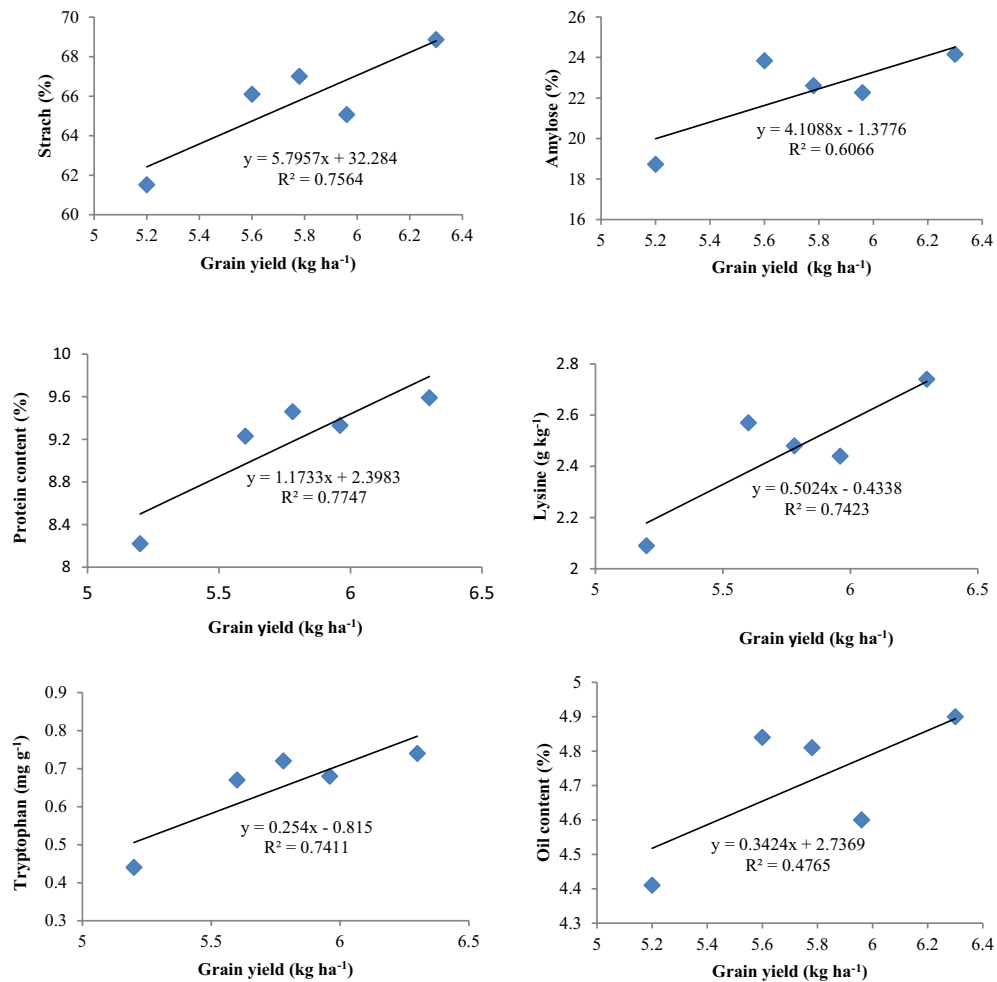 70
68
66
64
62
60
Strach (%)
y = 5.7957x + 32.284
R² = 0.7564
5 5.2 5.4 5.6 5.8 6 6.2 6.4
Grain yield (kg ha⁻¹)
26
24
22
20
18
16
Amylose (%)
y = 4.1088x - 1.3776
R² = 0.6066
5 5.2 5.4 5.6 5.8 6 6.2 6.4
Grain yield (kg ha⁻¹)
10
9.6
9.2
8.8
8.4
8
Protein content (%)
y = 1.1733x + 2.3983
R² = 0.7747
5 5.5 6 6.5
Grain yield (kg ha⁻¹)
2.8
2.6
2.4
2.2
2
Lysine (g kg⁻¹)
y = 0.5024x - 0.4338
R² = 0.7423
5 5.5 6 6.5
Grain yield (kg ha⁻¹)
0.9
0.8
0.7
0.6
0.5
0.4
0.3
Tryptophan (mg g⁻¹)
y = 0.254x - 0.815
R² = 0.7411
5 5.5 6 6.5
Grain yield (kg ha⁻¹)
5
4.9
4.8
4.7
4.6
4.5
4.4
4.3
Oil content (%)
y = 0.3424x + 2.7369
R² = 0.4765
5 5.2 5.4 5.6 5.8 6 6.2 6.4
Grain yield (kg ha⁻¹)